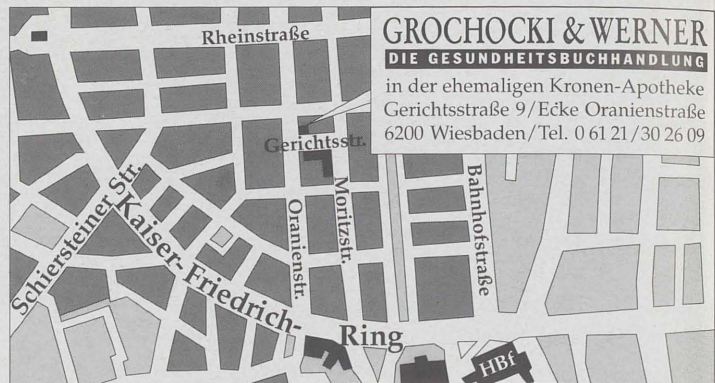 GROCHOCKI & WERNER
DIE GESUNDHEITSBUCHHANDLUNG
in der ehemaligen Kronen-Apotheke
Gerichtsstraße 9/Ecke Oranienstraße
6200 Wiesbaden/Tel. 0 61 21/30 26 09
Rheinstraße
Gerichtsstr.
Schiersteiner Str.
Kaiser-Friedrich-
Ring
Oranienstr.
Moritzstr.
Bahnhofstraße
HBf